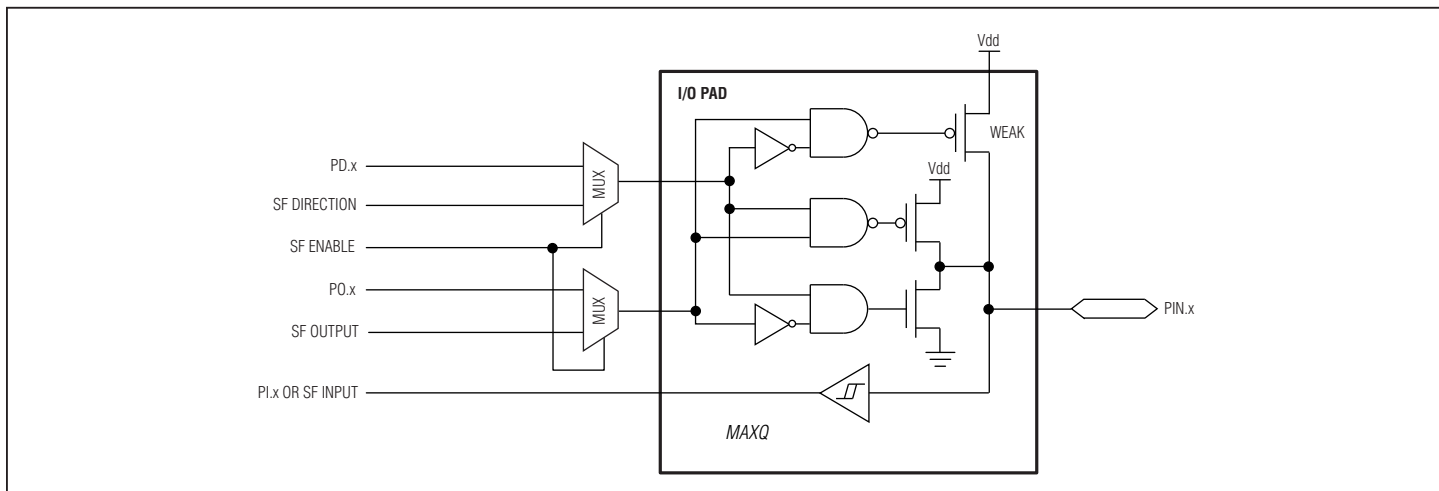 Vdd
I/O PAD
WEAK
PD.x
MUX
Vdd
SF DIRECTION
SF ENABLE
PO.x
MUX
PIN.x
SF OUTPUT
PI.x OR SF INPUT
MAXQ